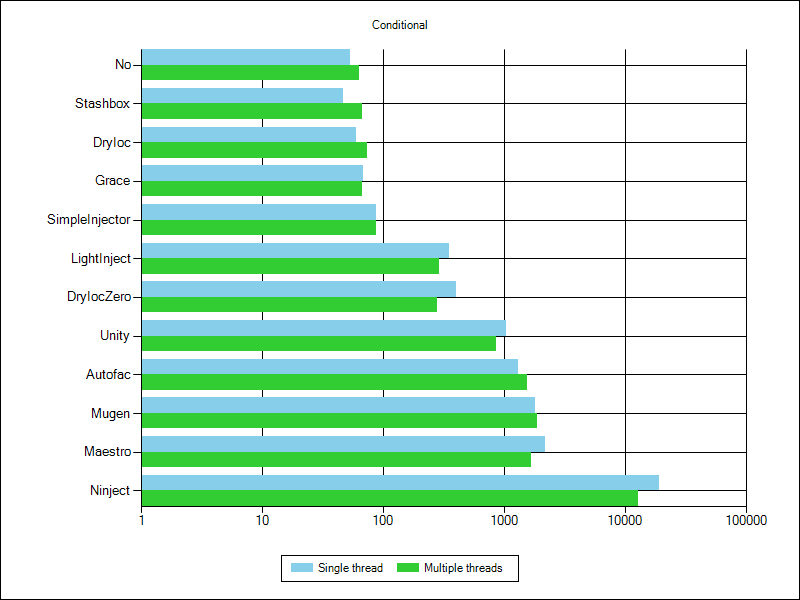 Conditional
No
Stashbox
DryIoc
Grace
SimpleInjector
LightInject
DryIocZero
Unity
Autofac
Mugen
Maestro
Ninject
1 10 100 1000 10000 100000
Single thread Multiple threads